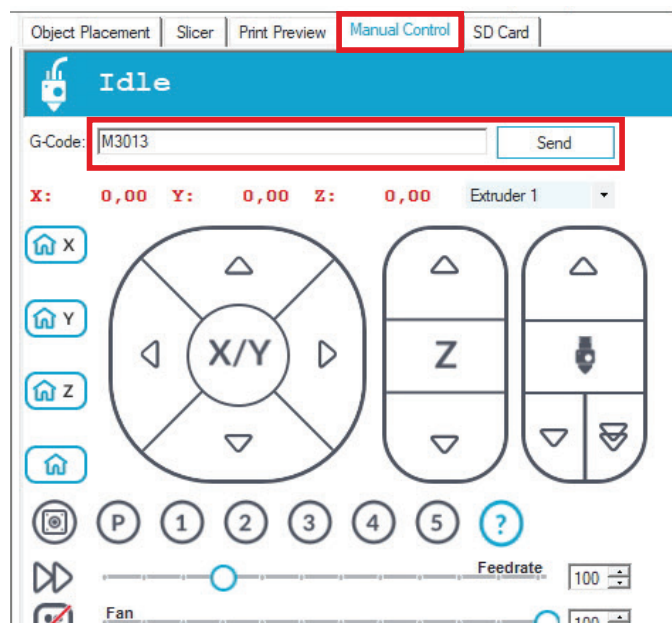 Object Placement Slicer Print Preview Manual Control SD Card
Idle
G-Code: M3013 Send
X: 0,00 Y: 0,00 Z: 0,00 Extruder 1
X
Y
Z
X/Y Z
P 1 2 3 4 5 ?
Feedrate 100
Fan 100